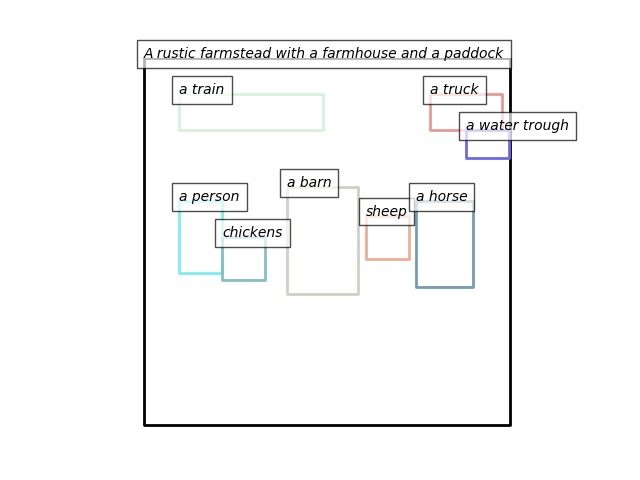 A rustic farmstead with a farmhouse and a paddock
a train
a truck
a water trough
a person
a barn
a horse
sheep
chickens